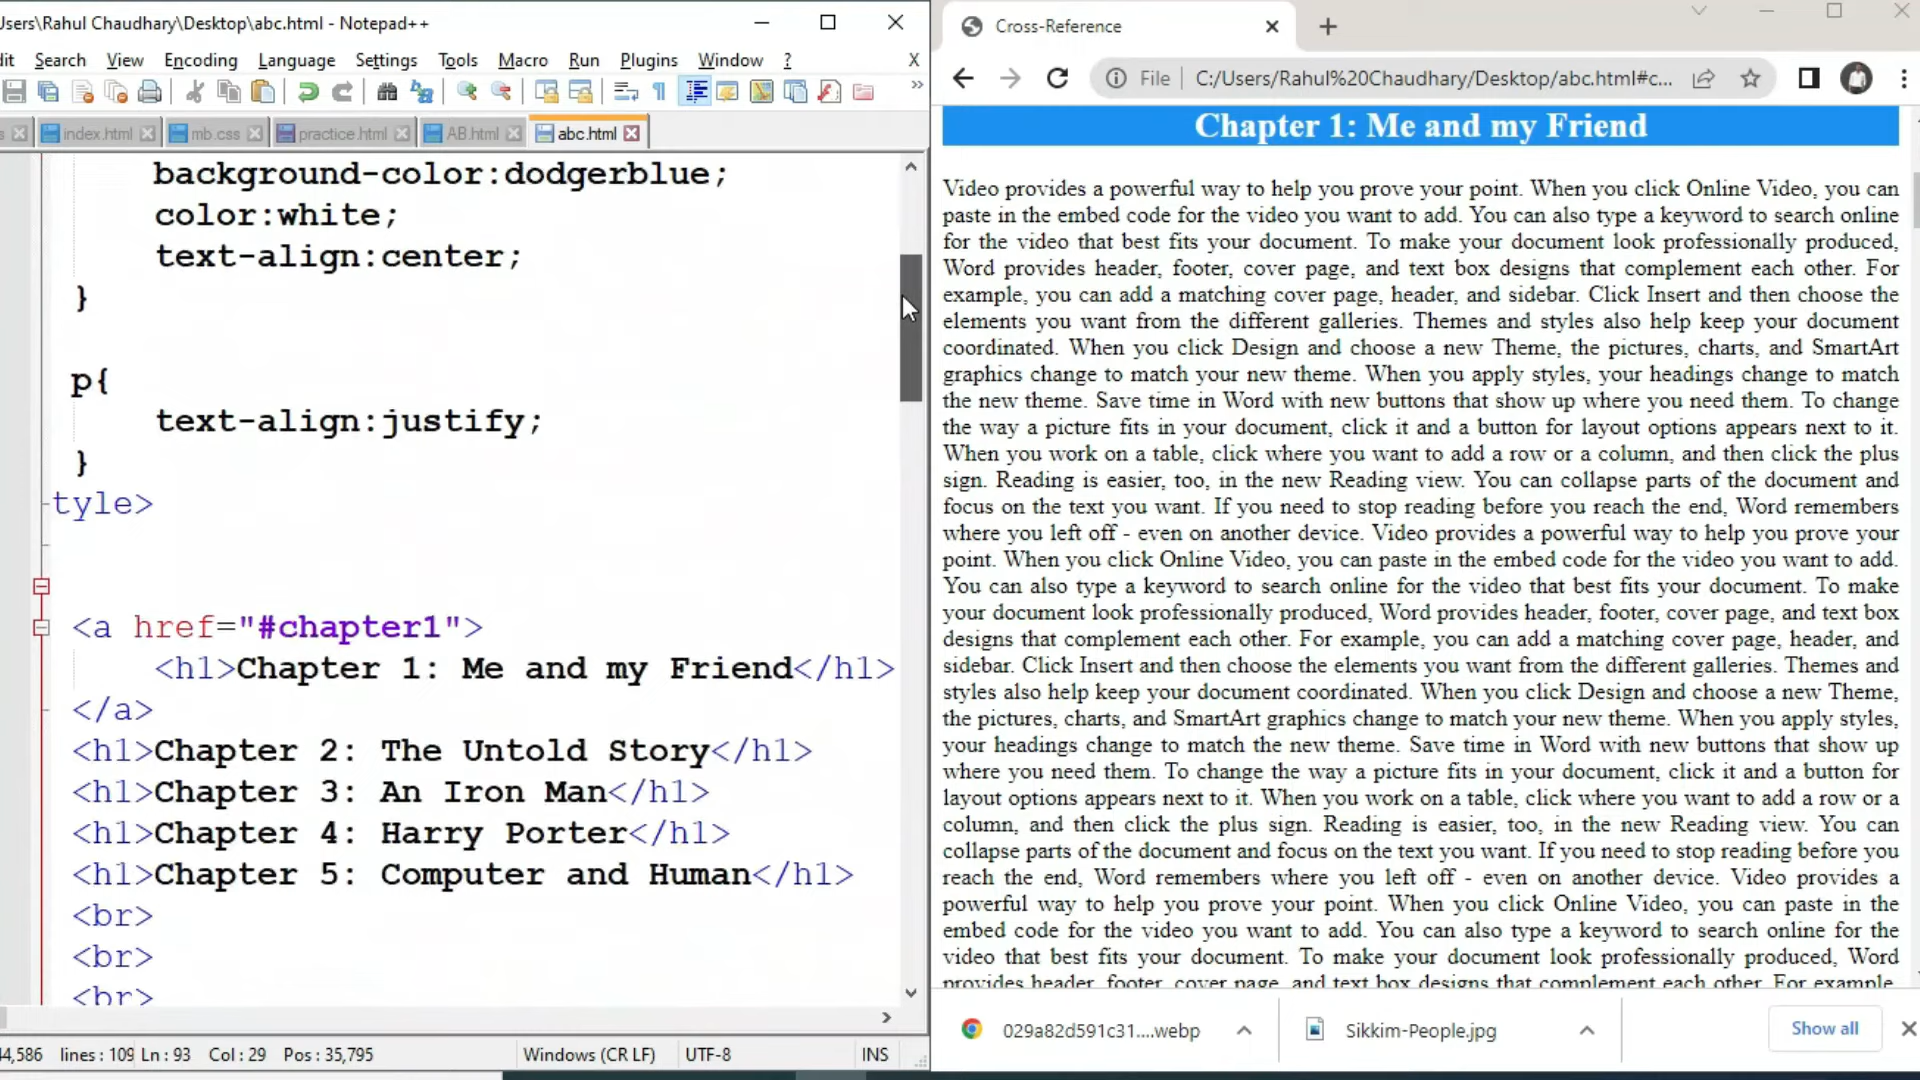 Users\Rahul Chaudhary\Desktop\abc.html - Notepad++
dit Search View Encoding Language Settings Tools Macro Run Plugins Window ? X
index.html mb.css practice.html AB.html abc.html
background-color:dodgerblue;
color:white;
text-align:center;
}
p{
text-align:justify;
}
tyle>
<a href="#chapter1">
<h1>Chapter 1: Me and my Friend</h1>
</a>
<h1>Chapter 2: The Untold Story</h1>
<h1>Chapter 3: An Iron Man</h1>
<h1>Chapter 4: Harry Porter</h1>
<h1>Chapter 5: Computer and Human</h1>
<br>
<br>
<br>
44,586 lines : 109 Ln : 93 Col : 29 Pos : 35,795 Windows (CR LF) UTF-8 INS
Cross-Reference
File C:/Users/Rahul%20Chaudhary/Desktop/abc.html#c...
Chapter 1: Me and my Friend
Video provides a powerful way to help you prove your point. When you click Online Video, you can
paste in the embed code for the video you want to add. You can also type a keyword to search online
for the video that best fits your document. To make your document look professionally produced,
Word provides header, footer, cover page, and text box designs that complement each other. For
example, you can add a matching cover page, header, and sidebar. Click Insert and then choose the
elements you want from the different galleries. Themes and styles also help keep your document
coordinated. When you click Design and choose a new Theme, the pictures, charts, and SmartArt
graphics change to match your new theme. When you apply styles, your headings change to match
the new theme. Save time in Word with new buttons that show up where you need them. To change
the way a picture fits in your document, click it and a button for layout options appears next to it.
When you work on a table, click where you want to add a row or a column, and then click the plus
sign. Reading is easier, too, in the new Reading view. You can collapse parts of the document and
focus on the text you want. If you need to stop reading before you reach the end, Word remembers
where you left off - even on another device. Video provides a powerful way to help you prove your
point. When you click Online Video, you can paste in the embed code for the video you want to add.
You can also type a keyword to search online for the video that best fits your document. To make
your document look professionally produced, Word provides header, footer, cover page, and text box
designs that complement each other. For example, you can add a matching cover page, header, and
sidebar. Click Insert and then choose the elements you want from the different galleries. Themes and
styles also help keep your document coordinated. When you click Design and choose a new Theme,
the pictures, charts, and SmartArt graphics change to match your new theme. When you apply styles,
your headings change to match the new theme. Save time in Word with new buttons that show up
where you need them. To change the way a picture fits in your document, click it and a button for
layout options appears next to it. When you work on a table, click where you want to add a row or a
column, and then click the plus sign. Reading is easier, too, in the new Reading view. You can
collapse parts of the document and focus on the text you want. If you need to stop reading before you
reach the end, Word remembers where you left off - even on another device. Video provides a
powerful way to help you prove your point. When you click Online Video, you can paste in the
embed code for the video you want to add. You can also type a keyword to search online for the
video that best fits your document. To make your document look professionally produced, Word
provides header, footer, cover page, and text box designs that complement each other. For example,
029a82d591c31....webp Sikkim-People.jpg Show all